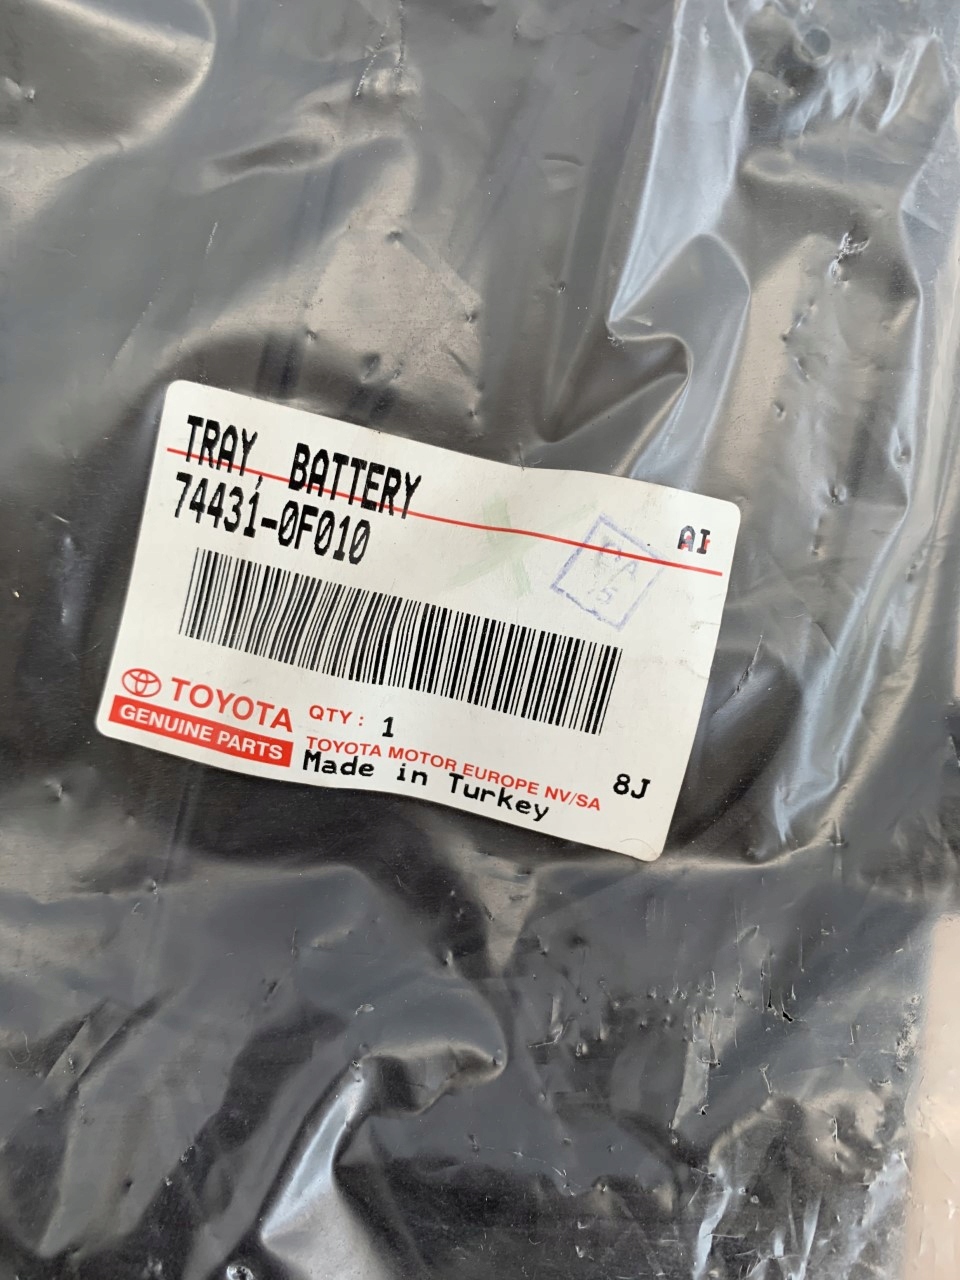 TRAY, BATTERY
74431-0F010
AI
TOYOTA
GENUINE PARTS
QTY : 1
TOYOTA MOTOR EUROPE NV/SA
Made in Turkey
8J